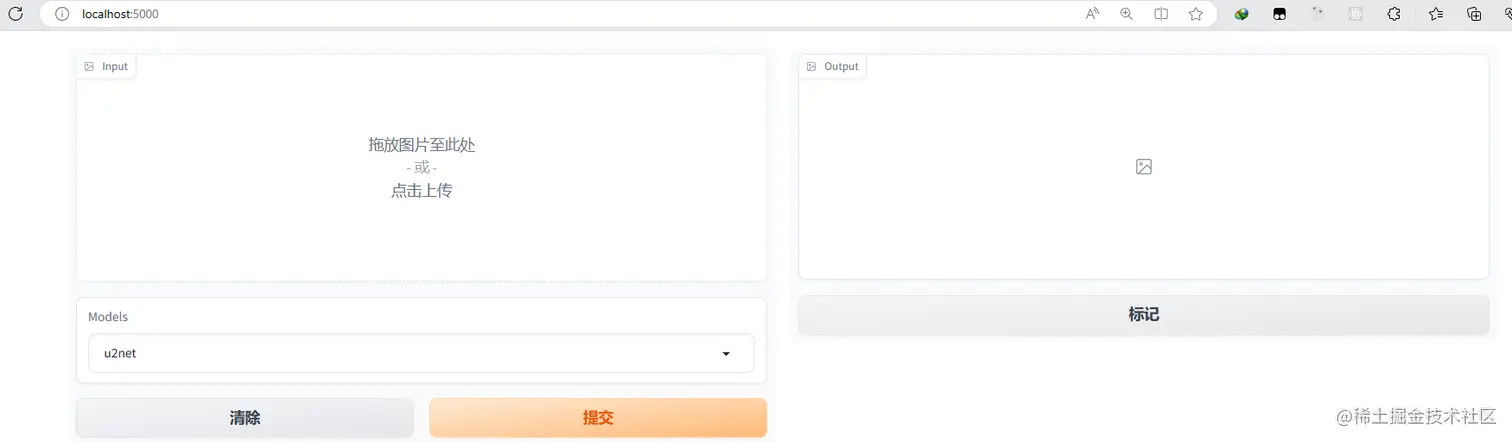 localhost:5000
Input
拖放图片至此处
- 或 -
点击上传
Models
u2net
清除
提交
Output
标记
@稀土掘金技术社区